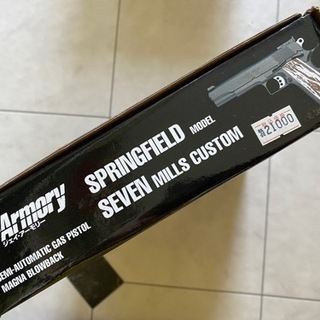 Armory
ジェイ・アーモリー
SPRINGFIELD MODEL
SEVEN MILLS CUSTOM
SEMI-AUTOMATIC GAS PISTOL
MAGNA BLOWBACK
21000